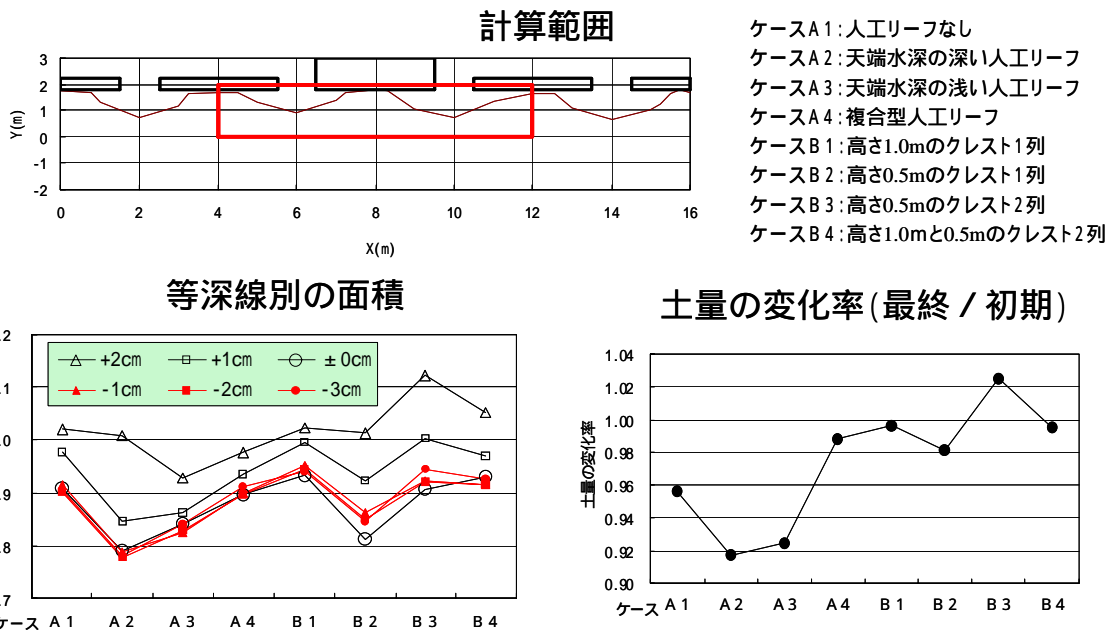 計算範囲
3
2
1
0
-1
-2
Y(m)
0 2 4 6 8 10 12 14 16
X(m)
ケースA1:人工リーフなし
ケースA2:天端水深の深い人工リーフ
ケースA3:天端水深の浅い人工リーフ
ケースA4:複合型人工リーフ
ケースB1:高さ1.0mのクレスト1列
ケースB2:高さ0.5mのクレスト1列
ケースB3:高さ0.5mのクレスト2列
ケースB4:高さ1.0mと0.5mのクレスト2列
等深線別の面積
.2
.1
.0
.9
.8
.7
+2cm +1cm ±0cm
-1cm -2cm -3cm
ケース A1 A2 A3 A4 B1 B2 B3 B4
土量の変化率(最終/初期)
1.04
1.02
1.00
0.98
0.96
0.94
0.92
0.90
土量の変化率
ケース A1 A2 A3 A4 B1 B2 B3 B4